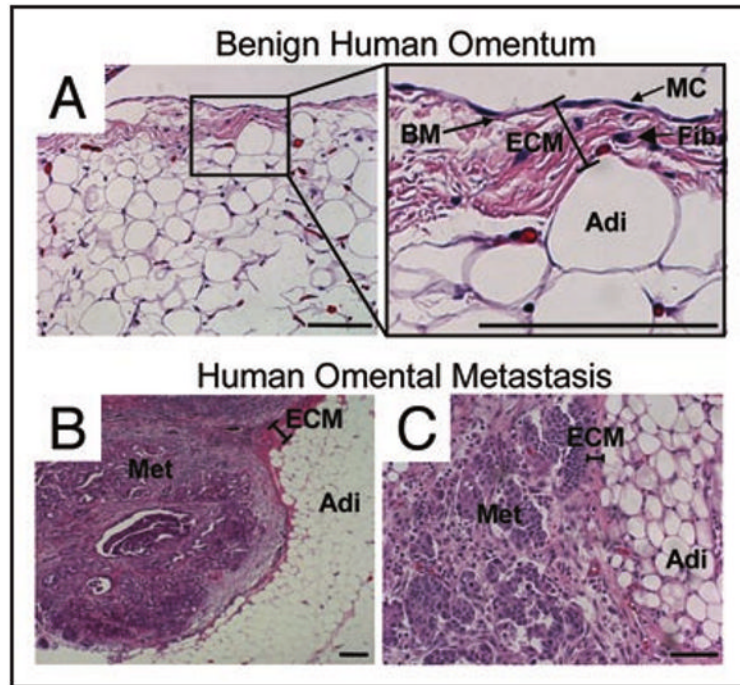 Benign Human Omentum
A
MC
BM
ECM
Fib
Adi
Human Omental Metastasis
B
ECM
Met
Adi
C
ECM
Met
Adi